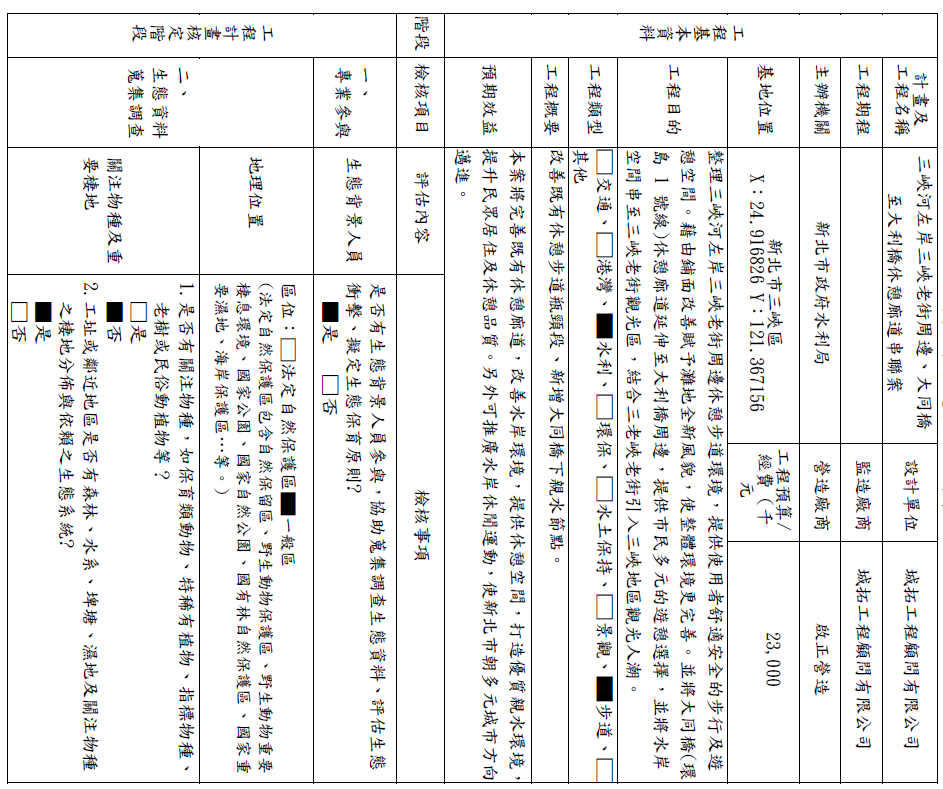 工程基本資料
計畫及
工程名稱
三峽河左岸三峽老街周邊、大同橋
至大利橋休憩廊道串聯案
設計單位
城拓工程顧問有限公司
工程期程
監造廠商
城拓工程顧問有限公司
主辦機關
新北市政府水利局
營造廠商
啟正營造
基地位置
新北市三峽區
X：24.916826 Y：121.367156
工程預算/
經費（千
元
23,000
工程目的
整理三峽河左岸三峽老街周邊休憩步道環境，提供使用者舒適安全的步行及遊
憩空間。藉由鋪面改善賦予灘地全新風貌，使整體環境更完善。並將大同橋(環
島 1 號線)休憩廊道延伸至大利橋周邊，提供市民多元的遊憩選擇，並將水岸
空間串至三峽老街觀光區，結合三老峽老街引入三峽地區觀光人潮。
工程類型
□交通、□港灣、■水利、□環保、□水土保持、□景觀、■步道、□
其他
工程概要
改善既有休憩步道瓶頸段、新增大同橋下親水節點。
預期效益
本案將完善既有休憩廊道，改善水岸環境，提供休憩空間，打造優質親水環境，
提升民眾居住及休憩品質。另外可推廣水岸休閒運動，使新北市朝多元城市方向
邁進。
階段
檢核項目
評估內容
檢核事項
工程計畫核定階段
一、
專業參與
生態背景人員
是否有生態背景人員參與，協助蒐集調查生態資料、評估生態
衝擊、擬定生態保育原則?
■是 □否
二、
生態資料
蒐集調查
地理位置
區位：□法定自然保護區■一般區
(法定自然保護區包含自然保留區、野生動物保護區、野生動物重要
棲息環境、國家公園、國家自然公園、國有林自然保護區、國家重
要濕地、海岸保護區…等。)
關注物種及重
要棲地
1. 是否有關注物種，如保育類動物、特稀有植物、指標物種、
老樹或民俗動植物等?
□是
■否
2. 工址或鄰近地區是否有森林、水系、埤塘、濕地及關注物種
之棲地分佈與依賴之生態系統?
■是
□否